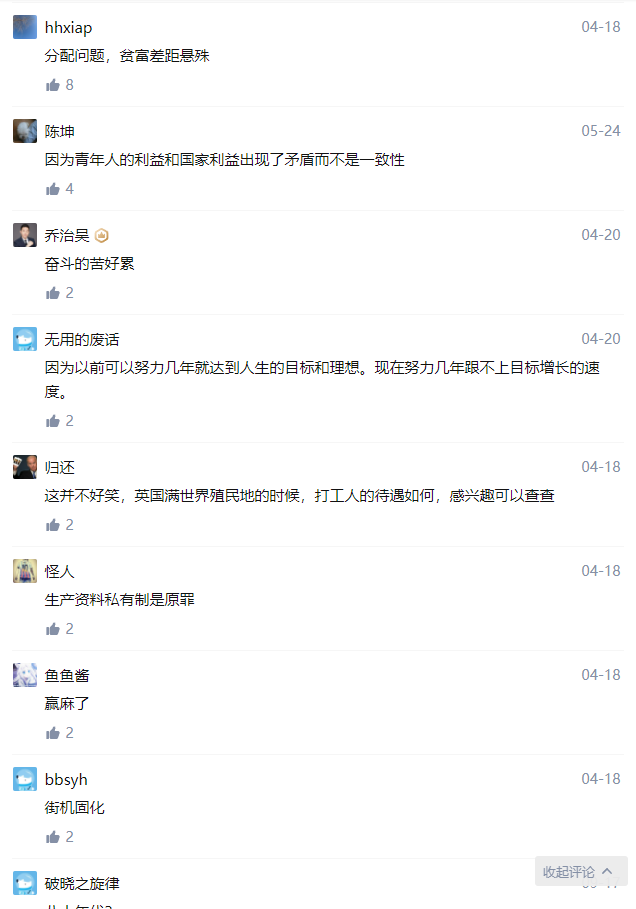 hhxiap
04-18
分配问题，贫富差距悬殊
8
陈坤
05-24
因为青年人的利益和国家利益出现了矛盾而不是一致性
4
乔治昊
04-20
奋斗的苦好累
2
无用的废话
04-20
因为以前可以努力几年就达到人生的目标和理想。现在努力几年跟不上目标增长的速
度。
2
归还
04-18
这并不好笑，英国满世界殖民地的时候，打工人的待遇如何，感兴趣可以查查
2
怪人
04-18
生产资料私有制是原罪
2
鱼鱼酱
04-18
赢麻了
2
bbsyh
04-18
街机固化
2
收起评论
破晓之旋律